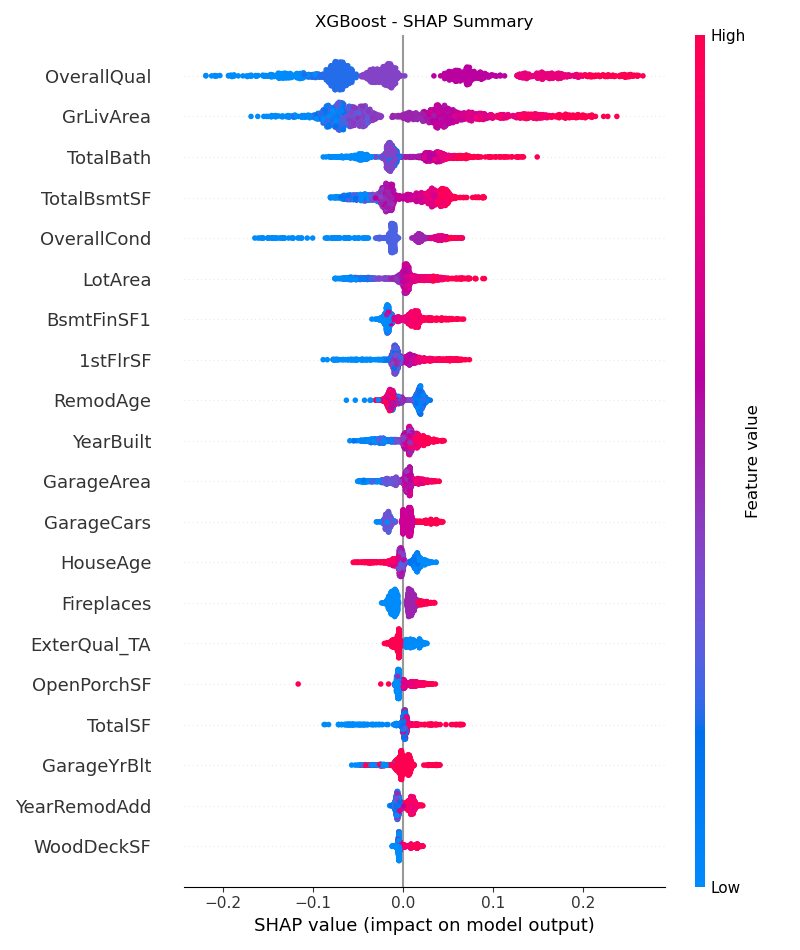 XGBoost - SHAP Summary
High
OverallQual
GrLivArea
TotalBath
TotalBsmtSF
OverallCond
LotArea
BsmtFinSF1
1stFlrSF
RemodAge
YearBuilt
GarageArea
GarageCars
HouseAge
Fireplaces
ExterQual_TA
OpenPorchSF
TotalSF
GarageYrBlt
YearRemodAdd
WoodDeckSF
Feature value
Low
−0.2 −0.1 0.0 0.1 0.2
SHAP value (impact on model output)